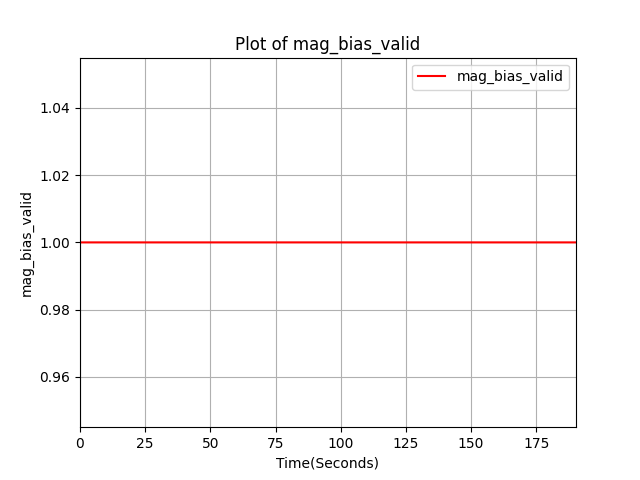 Plot of mag_bias_valid
mag_bias_valid
1.04
1.02
1.00
0.98
0.96
mag_bias_valid
0 25 50 75 100 125 150 175
Time(Seconds)